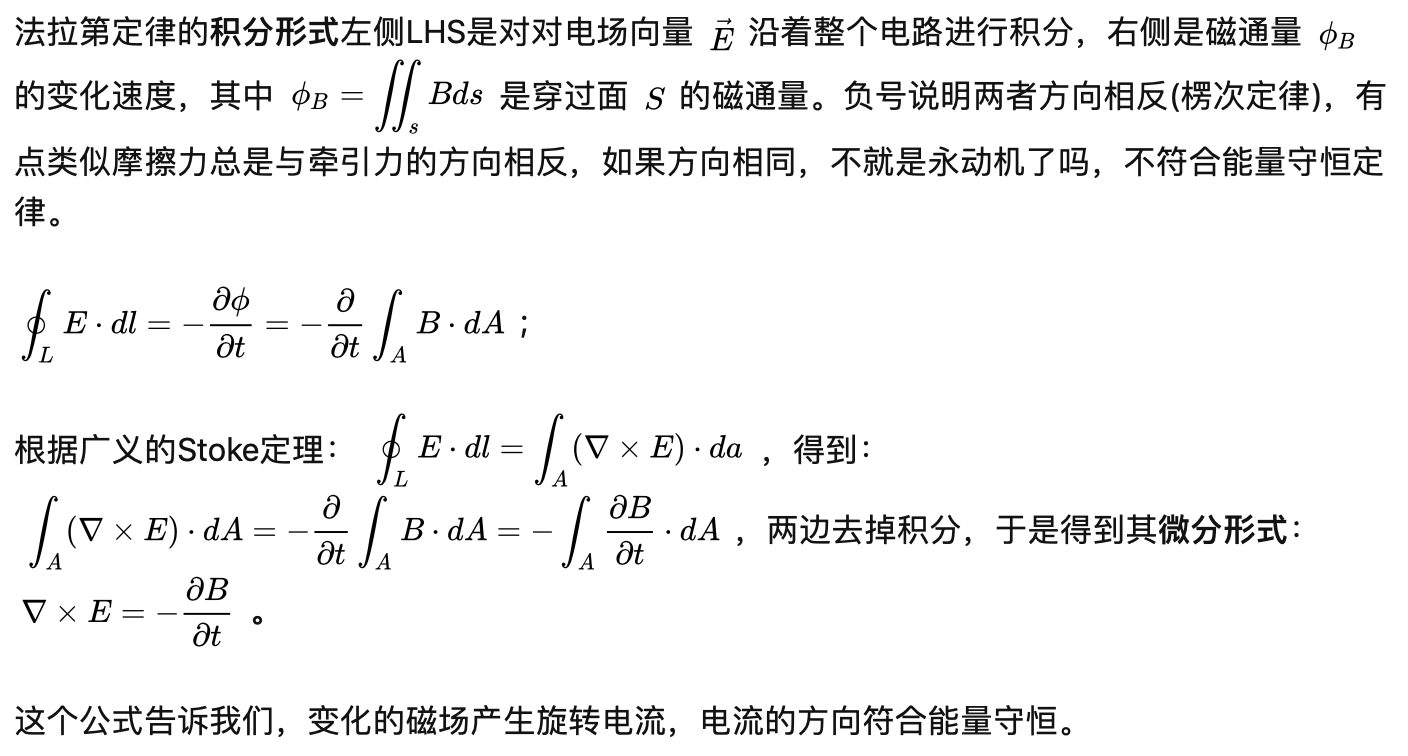 法拉第定律的积分形式左侧LHS是对对电场向量 $\vec{E}$ 沿着整个电路进行积分，右侧是磁通量 $\phi_B$
的变化速度，其中 $\phi_B = \iint_s Bds$ 是穿过面 $S$ 的磁通量。负号说明两者方向相反(楞次定律)，有
点类似摩擦力总是与牵引力的方向相反，如果方向相同，不就是永动机了吗，不符合能量守恒定
律。
$\oint_L E \cdot dl = -\frac{\partial \phi}{\partial t} = -\frac{\partial}{\partial t} \int_A B \cdot dA$ ；
根据广义的Stoke定理： $\oint_L E \cdot dl = \int_A (\nabla \times E) \cdot da$ ，得到：
$\int_A (\nabla \times E) \cdot dA = -\frac{\partial}{\partial t} \int_A B \cdot dA = -\int_A \frac{\partial B}{\partial t} \cdot dA$ ，两边去掉积分，于是得到其微分形式：
$\nabla \times E = -\frac{\partial B}{\partial t}$ 。
这个公式告诉我们，变化的磁场产生旋转电流，电流的方向符合能量守恒。